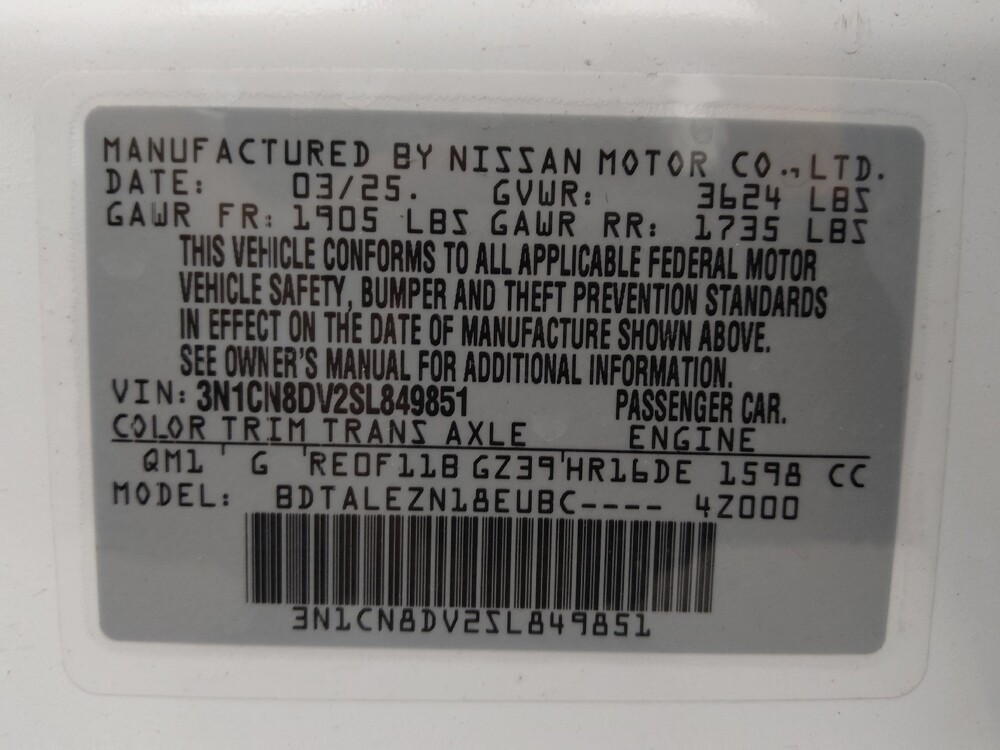 MANUFACTURED BY NISSAN MOTOR CO.,LTD.
DATE: 03/25. GVWR: 3624 LBS
GAWR FR: 1905 LBS GAWR RR: 1735 LBS
THIS VEHICLE CONFORMS TO ALL APPLICABLE FEDERAL MOTOR
VEHICLE SAFETY, BUMPER AND THEFT PREVENTION STANDARDS
IN EFFECT ON THE DATE OF MANUFACTURE SHOWN ABOVE.
SEE OWNER'S MANUAL FOR ADDITIONAL INFORMATION.
VIN: 3N1CN8DV2SL849851 PASSENGER CAR.
COLOR TRIM TRANS AXLE ENGINE
QM1 ' G 'RE0F11B GZ39'HR16DE 1598 CC
MODEL: BDTALEZN18EUBC---- 4Z000
3N1CN8DV2SL849851